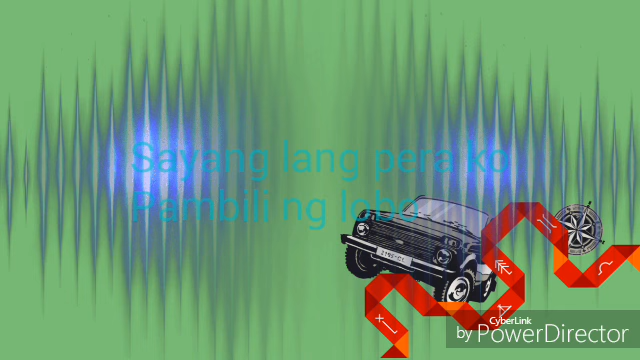 Sayang lang pera ko
Pambili ng lobo
CyberLink
by PowerDirector